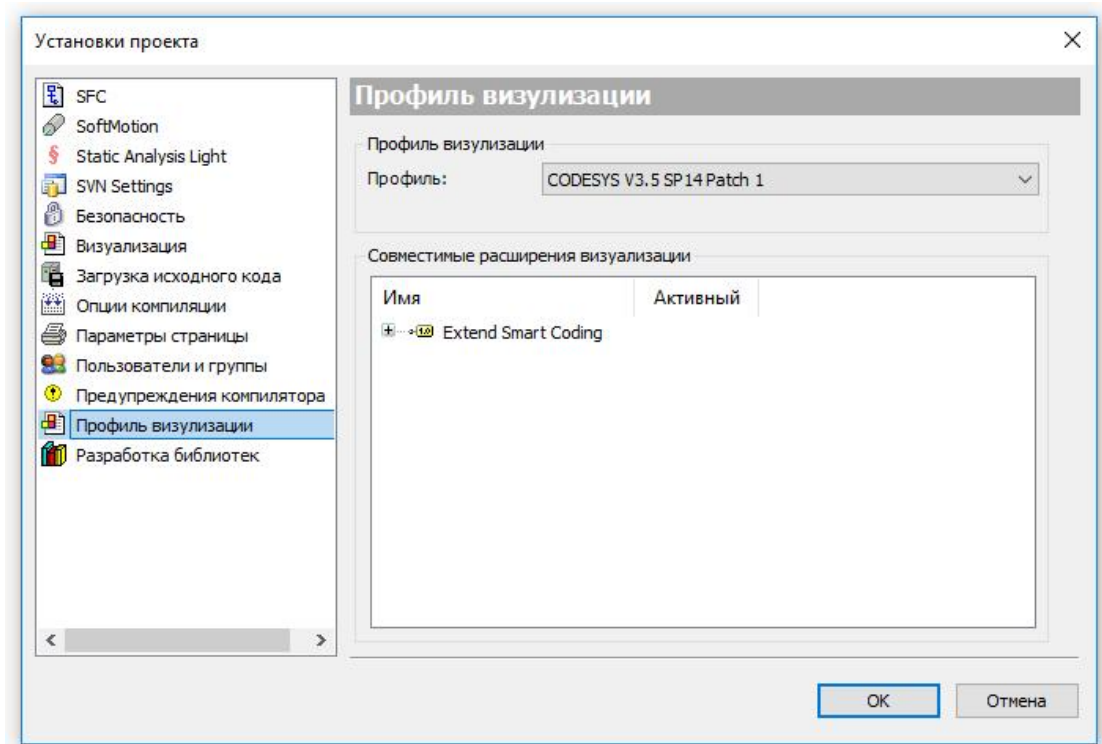 Установки проекта
SFC
SoftMotion
Static Analysis Light
SVN Settings
Безопасность
Визуализация
Загрузка исходного кода
Опции компиляции
Параметры страницы
Пользователи и группы
Предупреждения компилятора
Профиль визулизации
Разработка библиотек
Профиль визулизации
Профиль визулизации
Профиль: CODESYS V3.5 SP14 Patch 1
Совместимые расширения визуализации
Имя Активный
Extend Smart Coding
OK Отмена